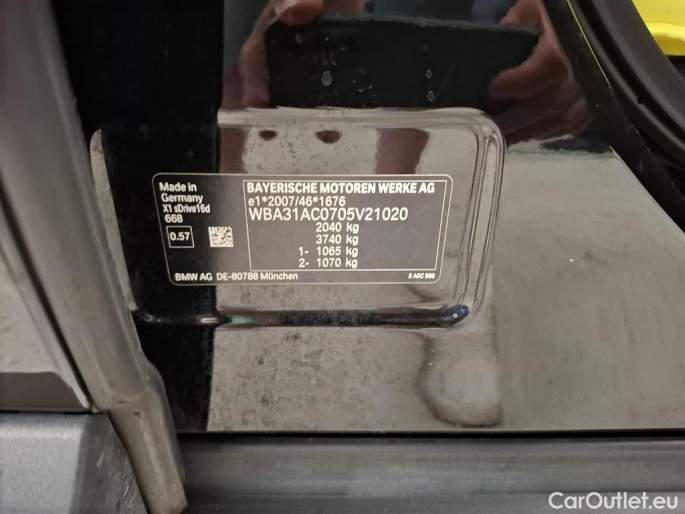 Made in
Germany
X1 sDrive16d
668
0.57
BMW AG DE-80788 München
BAYERISCHE MOTOREN WERKE AG
e1*2007/46*1676
WBA31AC0705V21020
2040 kg
3740 kg
1- 1065 kg
2- 1070 kg
CarOutlet.eu